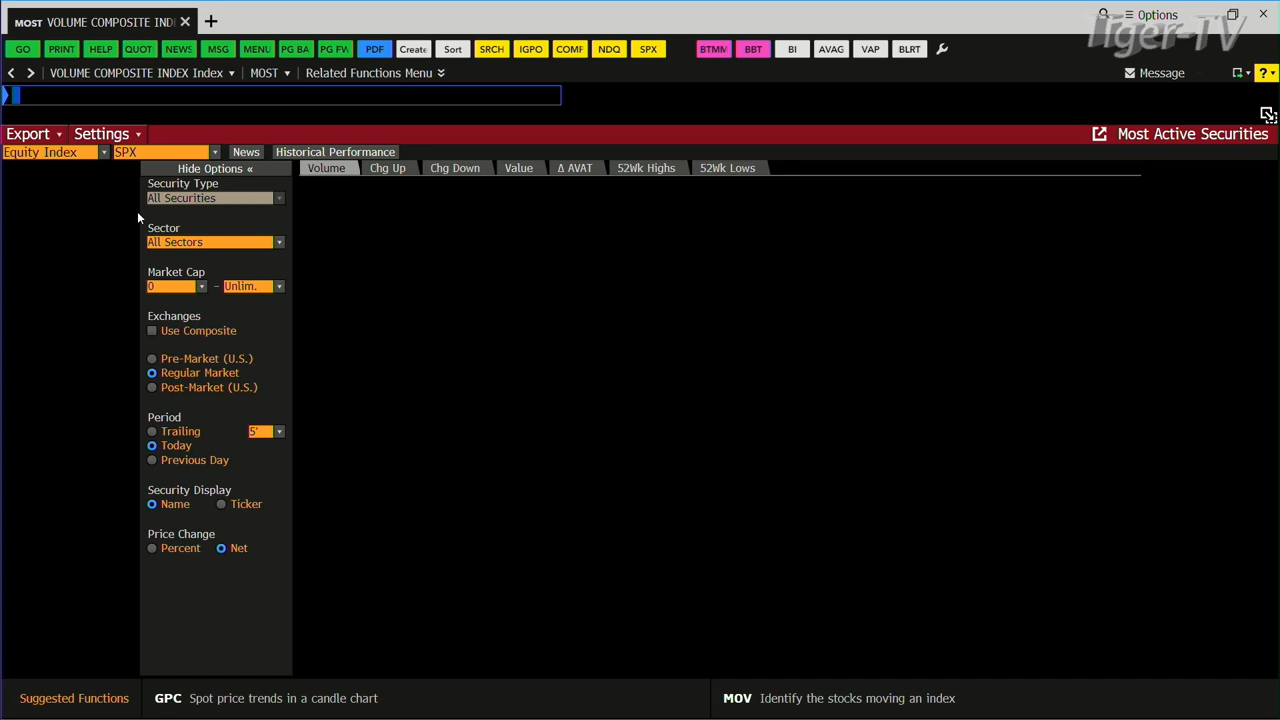 MOST VOLUME COMPOSITE IND
Options
Tiger-TV
GO PRINT HELP QUOT NEWS MSG MENU PG BA PG FW PDF Create Sort SRCH IGPO COMF NDQ SPX BTMM BBT BI AVAG VAP BLRT
VOLUME COMPOSITE INDEX Index MOST Related Functions Menu Message ?
Export Settings Most Active Securities
Equity Index SPX News Historical Performance
Hide Options « Volume Chg Up Chg Down Value Δ AVAT 52Wk Highs 52Wk Lows
Security Type
All Securities
Sector
All Sectors
Market Cap
0 – Unlim.
Exchanges
Use Composite
Pre-Market (U.S.)
Regular Market
Post-Market (U.S.)
Period
Trailing 5'
Today
Previous Day
Security Display
Name Ticker
Price Change
Percent Net
Suggested Functions GPC Spot price trends in a candle chart MOV Identify the stocks moving an index